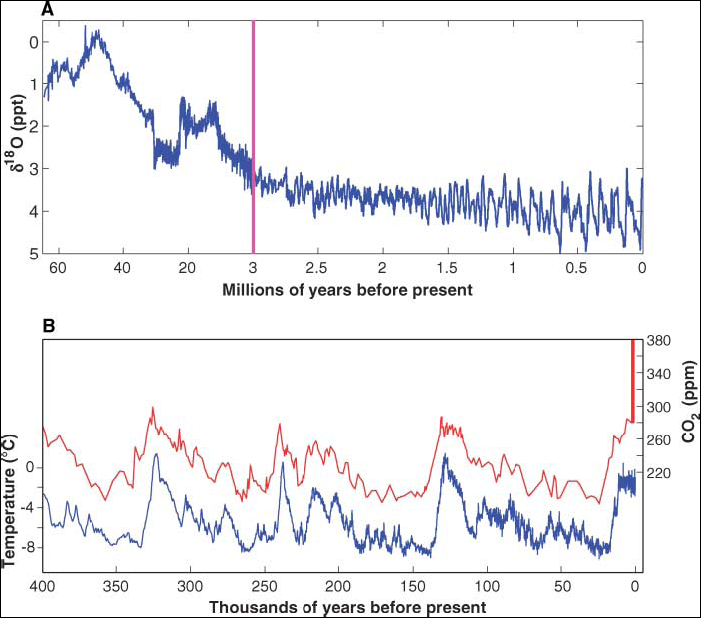 A
0
1
2
3
4
5
δ18O (ppt)
60 40 20 3 2.5 2 1.5 1 0.5 0
Millions of years before present
B
380
340
300
260
220
CO2 (ppm)
0
-4
-8
Temperature (°C)
400 350 300 250 200 150 100 50 0
Thousands of years before present